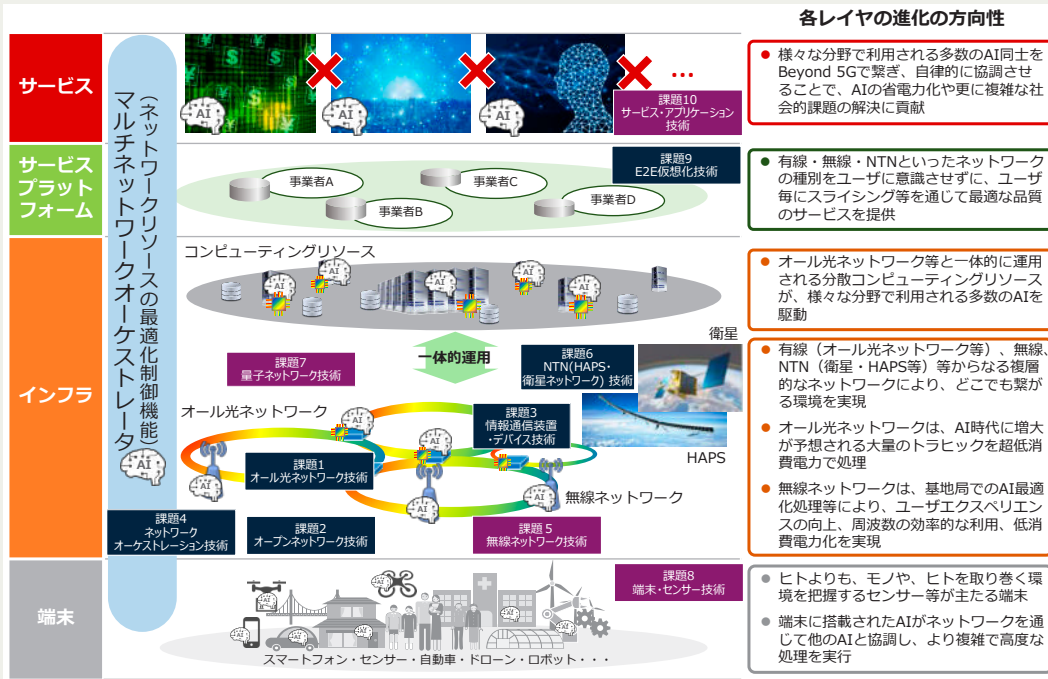 各レイヤの進化の方向性
サービス
AI
AI
AI
…
課題10
サービス・アプリケーション
技術
● 様々な分野で利用される多数のAI同士を
Beyond 5Gで繋ぎ、自律的に協調させ
ることで、AIの省電力化や更に複雑な社
会的課題の解決に貢献
マルチネットワークオーケストレータ
(ネットワークリソースの最適化制御機能)
AI
サービス
プラット
フォーム
事業者A
事業者B
事業者C
事業者D
課題9
E2E仮想化技術
● 有線・無線・NTNといったネットワーク
の種別をユーザに意識させずに、ユーザ
毎にスライシング等を通じて最適な品質
のサービスを提供
インフラ
コンピューティングリソース
AI
AI
AI
AI
AI
● オール光ネットワーク等と一体的に運用
される分散コンピューティングリソース
が、様々な分野で利用される多数のAIを
駆動
一体的運用
課題7
量子ネットワーク技術
課題6
NTN(HAPS・
衛星ネットワーク) 技術
衛星
HAPS
オール光ネットワーク
課題3
情報通信装置
・デバイス技術
課題1
オール光ネットワーク技術
AI
AI
AI
AI
AI
無線ネットワーク
課題4
ネットワーク
オーケストレーション技術
課題2
オープンネットワーク技術
課題５
無線ネットワーク技術
● 有線（オール光ネットワーク等）、無線、
NTN（衛星・HAPS等）等からなる複層
的なネットワークにより、どこでも繋が
る環境を実現
● オール光ネットワークは、AI時代に増大
が予想される大量のトラヒックを超低消
費電力で処理
● 無線ネットワークは、基地局でのAI最適
化処理等により、ユーザエクスペリエン
スの向上、周波数の効率的な利用、低消
費電力化を実現
端末
課題8
端末・センサー技術
AI
AI
AI
AI
AI
AI
AI
スマートフォン・センサー・自動車・ドローン・ロボット・・・
● ヒトよりも、モノや、ヒトを取り巻く環
境を把握するセンサー等が主たる端末
● 端末に搭載されたAIがネットワークを通
じて他のAIと協調し、より複雑で高度な
処理を実行